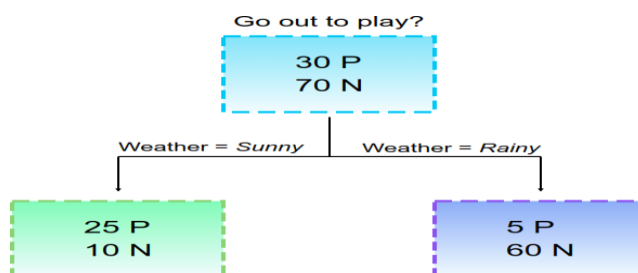 Go out to play?
30 P
70 N
Weather = Sunny
Weather = Rainy
25 P
10 N
5 P
60 N